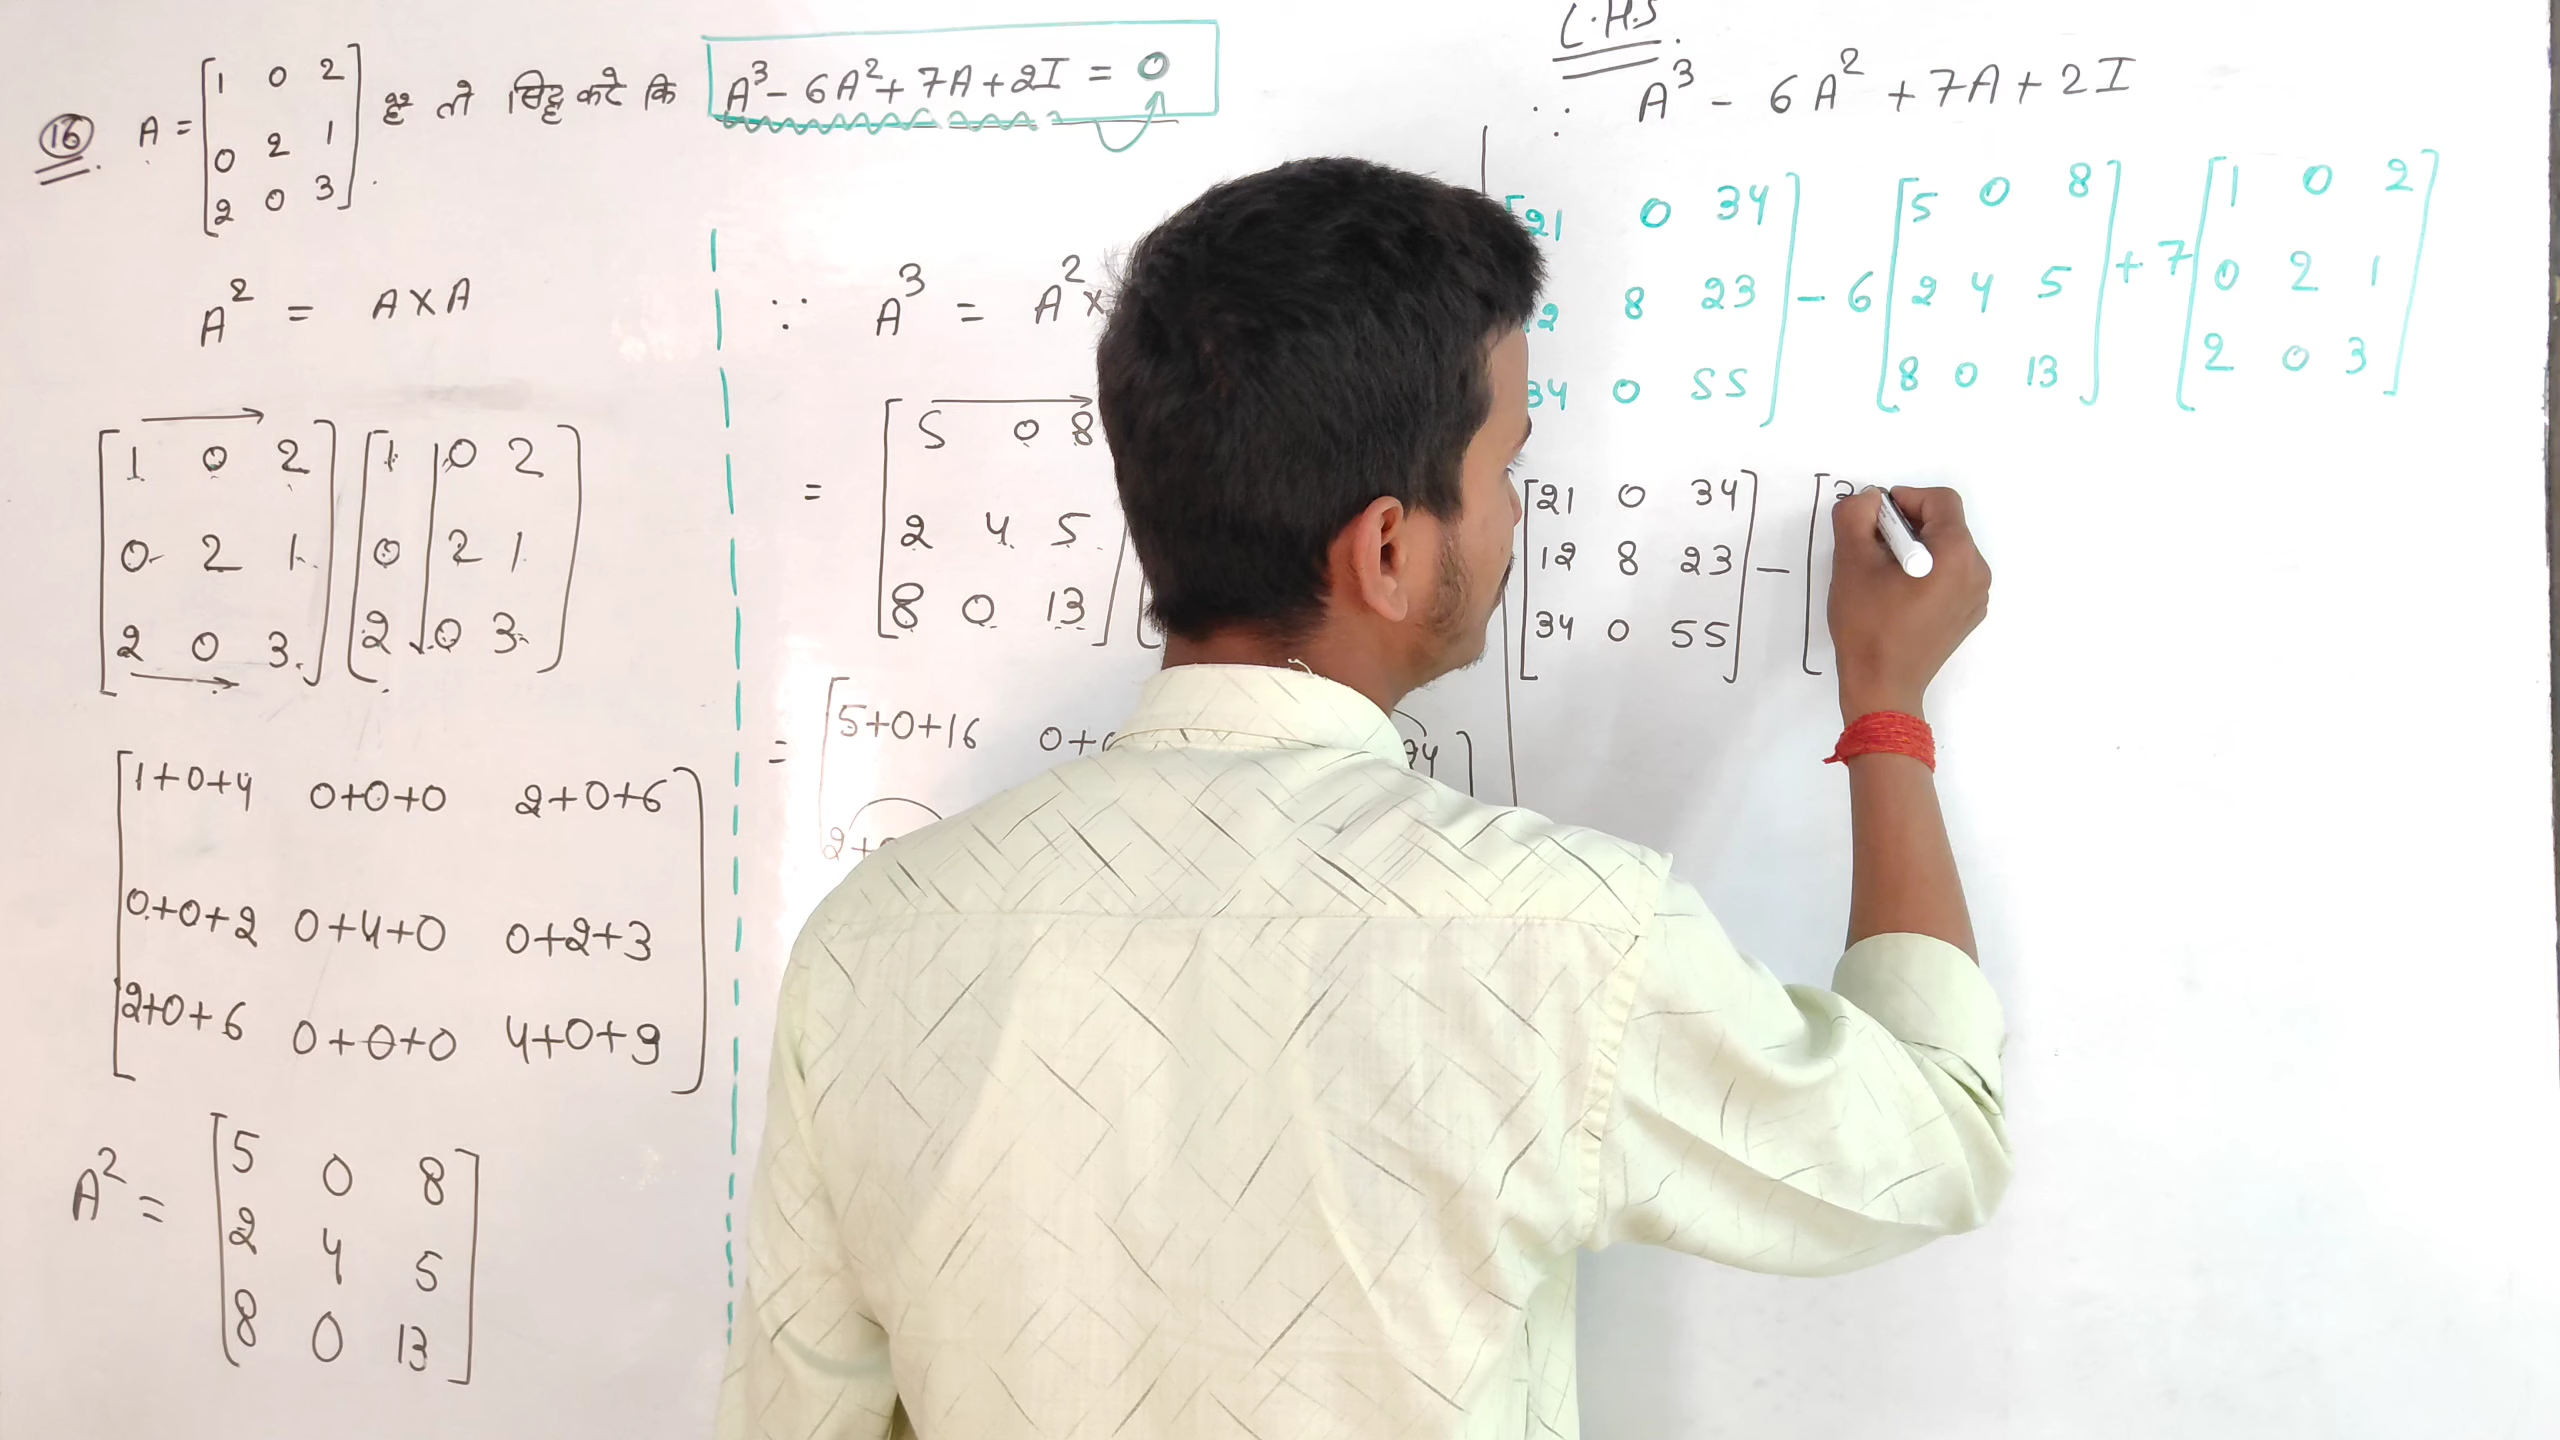 (16) A = [1 0 2
0 2 1
2 0 3] है तो सिद्ध करे कि A³ - 6A² + 7A + 2I = 0
A² = A×A
[1 0 2
0 2 1
2 0 3] [1 0 2
0 2 1
2 0 3]
[1+0+4 0+0+0 2+0+6
0+0+2 0+4+0 0+2+3
2+0+6 0+0+0 4+0+9]
A² = [5 0 8
2 4 5
8 0 13]
∵ A³ = A²×
= [5 0 8
2 4 5
8 0 13]
= [5+0+16 0+
2+
L.H.S
∵ A³ - 6A² + 7A + 2I
[21 0 34
8 23
34 0 55] - 6 [5 0 8
2 4 5
8 0 13] + 7 [1 0 2
0 2 1
2 0 3]
[21 0 34
12 8 23
34 0 55] - [